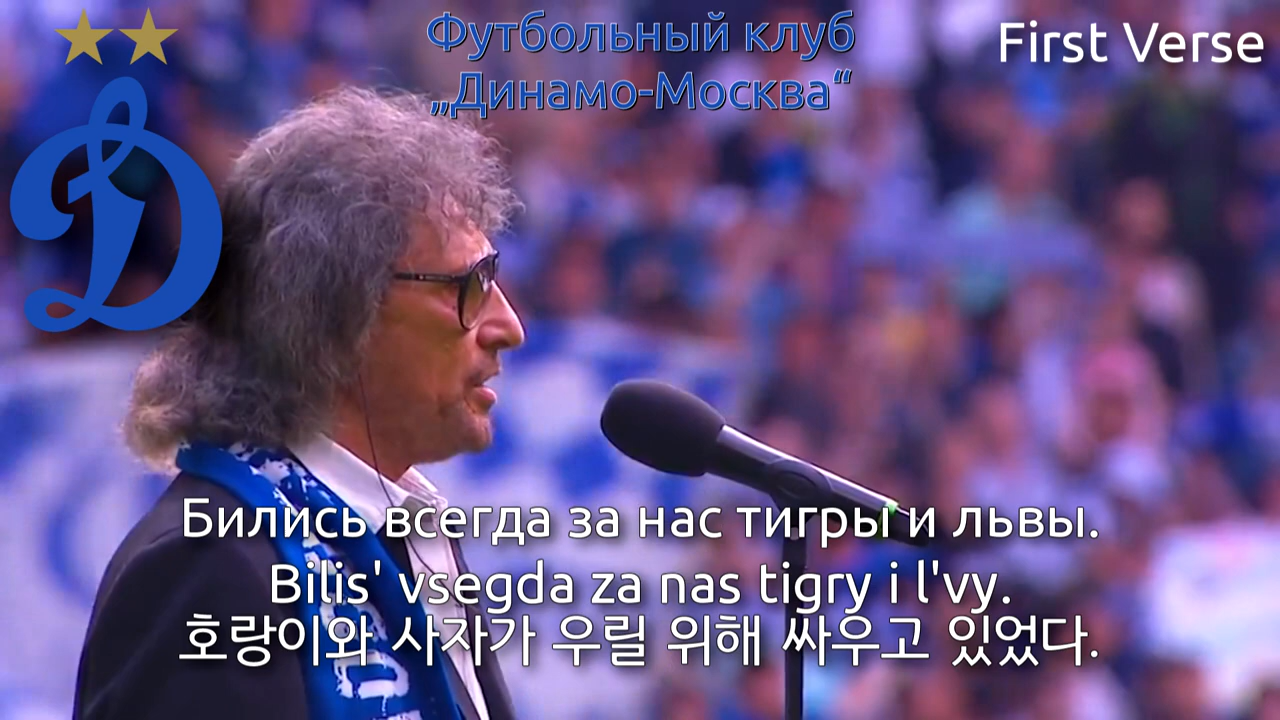 Футбольный клуб
„Динамо-Москва“
First Verse
Бились всегда за нас тигры и львы.
Bilis' vsegda za nas tigry i l'vy.
호랑이와 사자가 우릴 위해 싸우고 있었다.